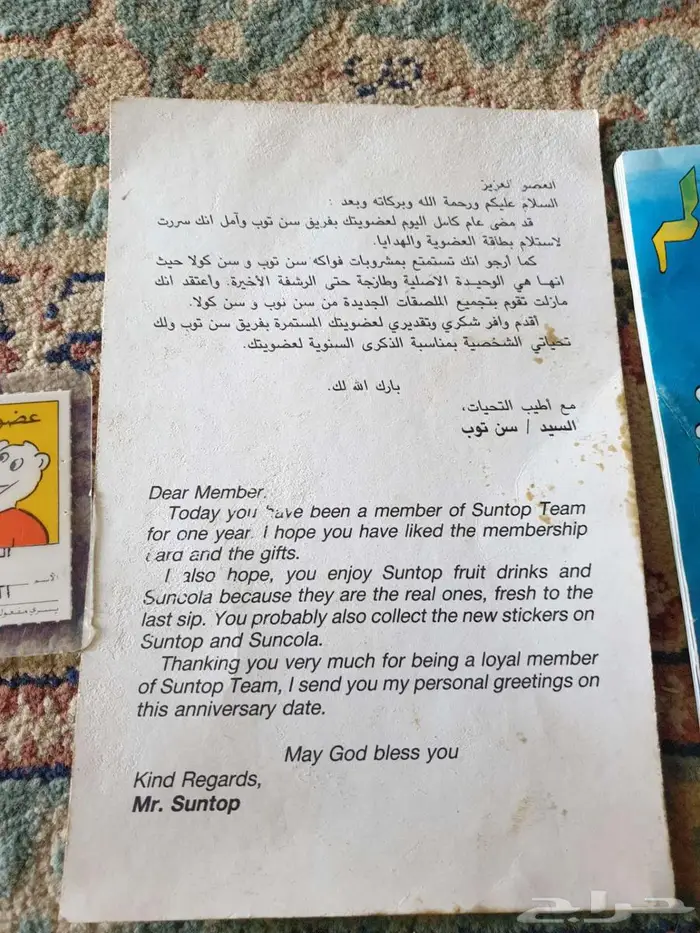 العضو العزيز
السلام عليكم ورحمة الله وبركاته وبعد :
قد مضى عام كامل اليوم لعضويتك بفريق سن توب وآمل انك سررت
لاستلام بطاقة العضوية والهدايا.
كما أرجو انك تستمتع بمشروبات فواكه سن توب و سن كولا حيث
انها هي الوحيدة الاصلية وطازجة حتى الرشفة الأخيرة. وأعتقد انك
مازلت تقوم بتجميع الملصقات الجديدة من سن توب و سن كولا.
أقدم وافر شكري وتقديري لعضويتك المستمرة بفريق سن توب ولك
تحياتي الشخصية بمناسبة الذكرى السنوية لعضويتك.
بارك الله لك.
مع أطيب التحيات،
السيد / سن توب
Dear Member.
Today you have been a member of Suntop Team
for one year. I hope you have liked the membership
card and the gifts.
I also hope, you enjoy Suntop fruit drinks and
Suncola because they are the real ones, fresh to the
last sip. You probably also collect the new stickers on
Suntop and Suncola.
Thanking you very much for being a loyal member
of Suntop Team, I send you my personal greetings on
this anniversary date.
May God bless you
Kind Regards,
Mr. Suntop
الأسم
حراج